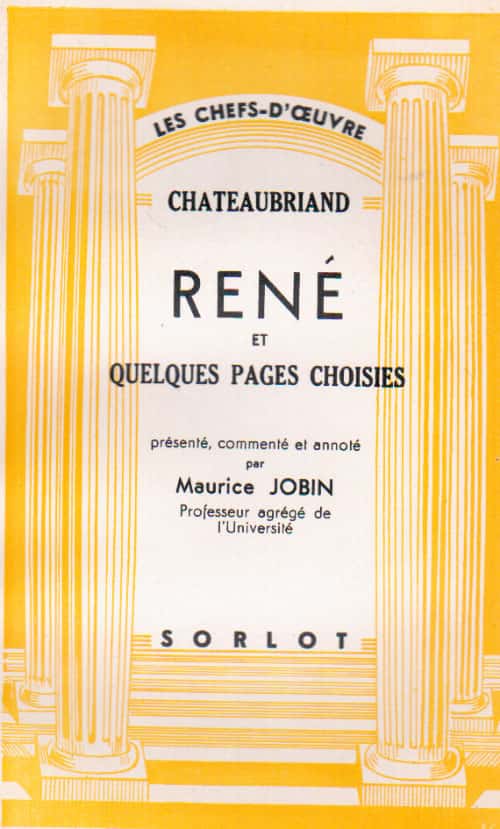 LES CHEFS-D'ŒUVRE
CHATEAUBRIAND
RENÉ
ET
QUELQUES PAGES CHOISIES
présenté, commenté et annoté
par
Maurice JOBIN
Professeur agrégé de
l'Université
SORLOT